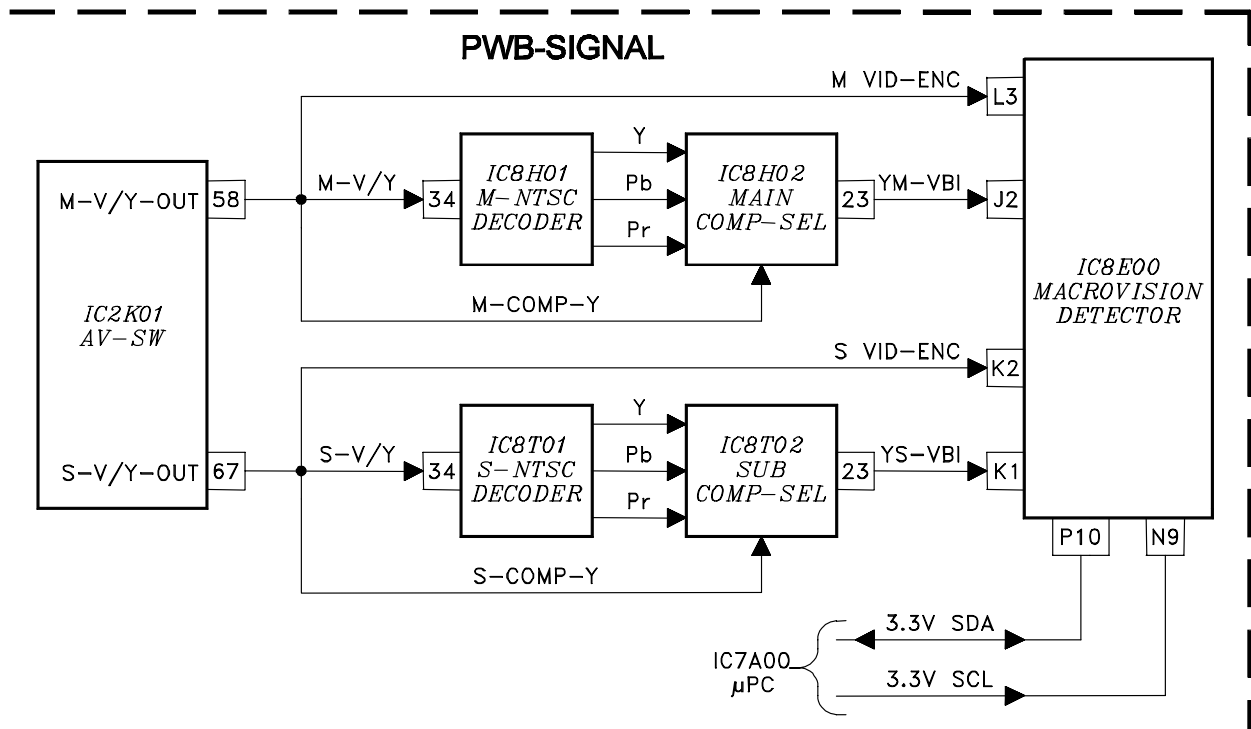 PWB-SIGNAL
M VID-ENC
L3
Y
IC8H01
M-NTSC
DECODER
Pb
Pr
IC8H02
MAIN
COMP-SEL
M-V/Y-OUT
58
M-V/Y
34
23
YM-VBI
J2
IC8E00
MACROVISION
DETECTOR
M-COMP-Y
IC2K01
AV-SW
S VID-ENC
K2
Y
IC8T01
S-NTSC
DECODER
Pb
Pr
IC8T02
SUB
COMP-SEL
S-V/Y-OUT
67
S-V/Y
34
23
YS-VBI
K1
P10
N9
S-COMP-Y
3.3V SDA
IC7A00
µPC
3.3V SCL